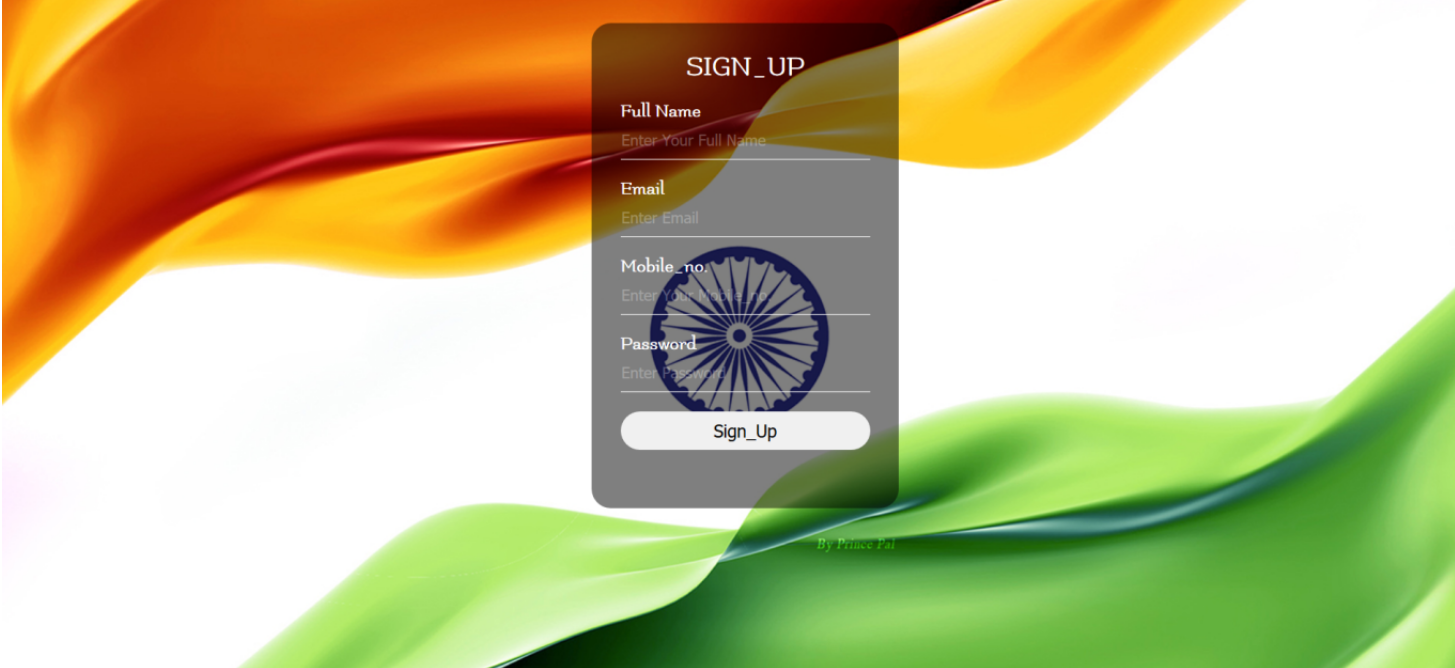 SIGN_UP
Full Name
Enter Your Full Name
Email
Enter Email
Mobile_no.
Enter Your Mobile_no.
Password
Enter Password
Sign_Up
By Prince Pal